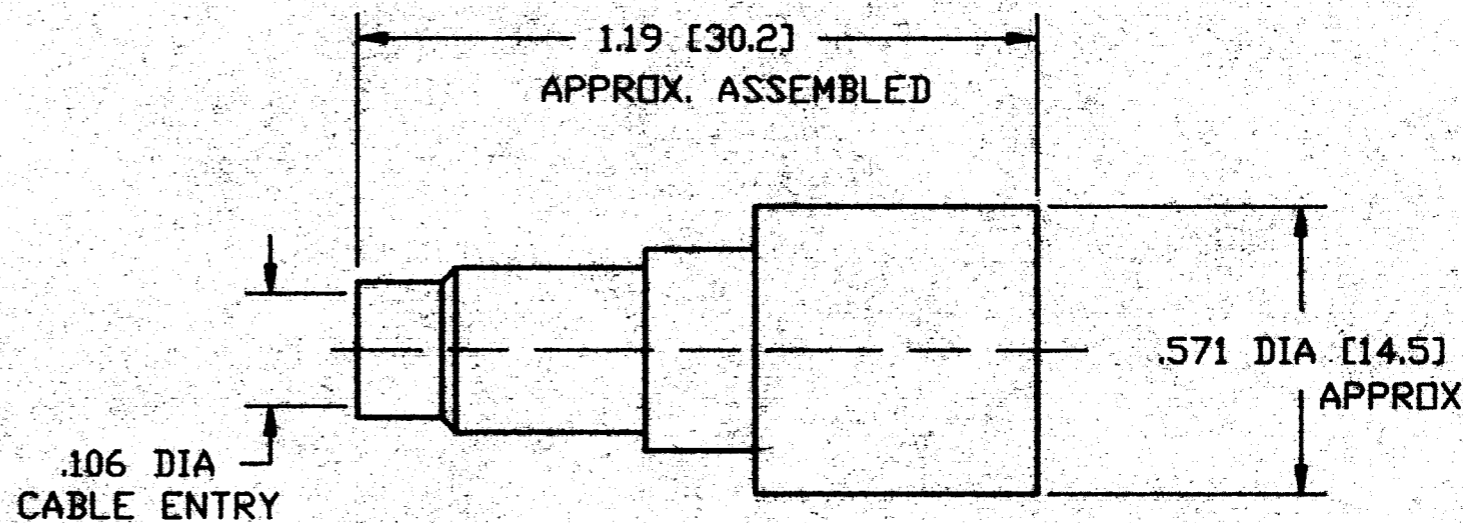 1.19 [30.2]
APPROX. ASSEMBLED
.571 DIA [14.5]
APPROX
.106 DIA
CABLE ENTRY